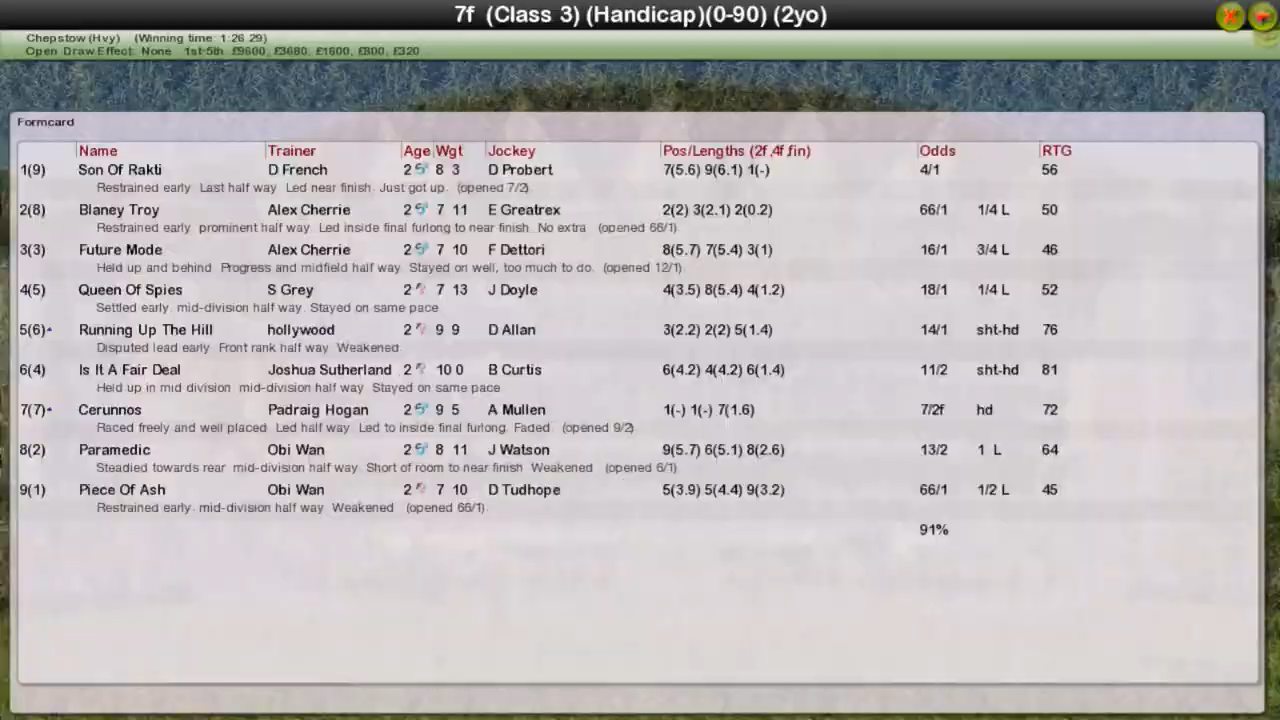 7f (Class 3) (Handicap)(0-90) (2yo)
Chepstow (Hvy) (Winning time: 1:26.29)
Open Draw Effect: None 1st-5th £9600, £3680, £1600, £800, £320
Formcard
Name Trainer Age Wgt Jockey Pos/Lengths (2f,4f,fin) Odds RTG
1(9) Son Of Rakti D French 2 8 3 D Probert 7(5.6) 9(6.1) 1(-) 4/1 56
Restrained early Last half way Led near finish Just got up. (opened 7/2)
2(8) Blaney Troy Alex Cherrie 2 7 11 E Greatrex 2(2) 3(2.1) 2(0.2) 66/1 1/4 L 50
Restrained early prominent half way Led inside final furlong to near finish No extra (opened 66/1)
3(3) Future Mode Alex Cherrie 2 7 10 F Dettori 8(5.7) 7(5.4) 3(1) 16/1 3/4 L 46
Held up and behind Progress and midfield half way Stayed on well, too much to do. (opened 12/1)
4(5) Queen Of Spies S Grey 2 7 13 J Doyle 4(3.5) 8(5.4) 4(1.2) 18/1 1/4 L 52
Settled early mid-division half way Stayed on same pace
5(6) Running Up The Hill hollywood 2 9 9 D Allan 3(2.2) 2(2) 5(1.4) 14/1 sht-hd 76
Disputed lead early Front rank half way Weakened
6(4) Is It A Fair Deal Joshua Sutherland 2 10 0 B Curtis 6(4.2) 4(4.2) 6(1.4) 11/2 sht-hd 81
Held up in mid division mid-division half way Stayed on same pace
7(7) Cerunnos Padraig Hogan 2 9 5 A Mullen 1(-) 1(-) 7(1.6) 7/2f hd 72
Raced freely and well placed Led half way Led to inside final furlong. Faded (opened 9/2)
8(2) Paramedic Obi Wan 2 8 11 J Watson 9(5.7) 6(5.1) 8(2.6) 13/2 1 L 64
Steadied towards rear mid-division half way Short of room to near finish Weakened (opened 6/1)
9(1) Piece Of Ash Obi Wan 2 7 10 D Tudhope 5(3.9) 5(4.4) 9(3.2) 66/1 1/2 L 45
Restrained early mid-division half way Weakened (opened 66/1)
91%